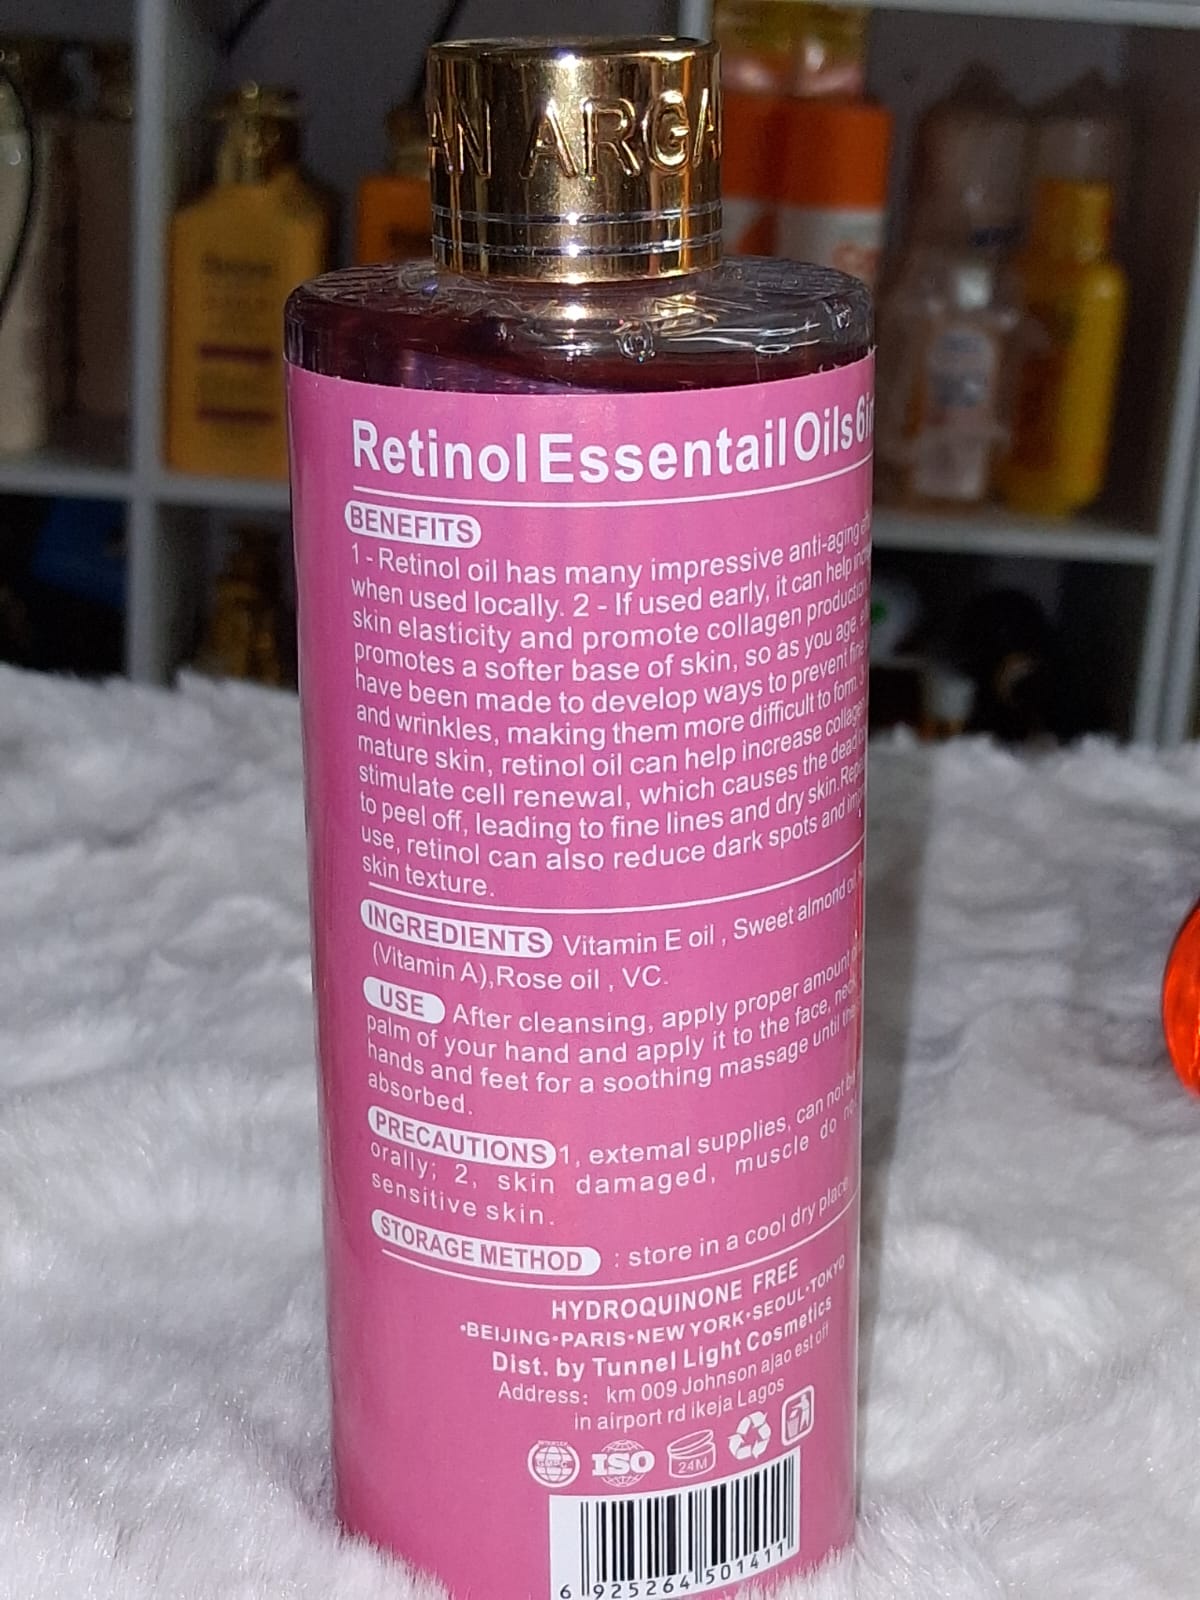 AN ARGA
Retinol Essentail Oils 6in
BENEFITS
1 - Retinol oil has many impressive anti-aging
when used locally. 2 - If used early, it can help
skin elasticity and promote collagen production,
promotes a softer base of skin, so as you age,
have been made to develop ways to prevent fine
and wrinkles, making them more difficult to form.
mature skin, retinol oil can help increase
stimulate cell renewal, which causes the dead
to peel off, leading to fine lines and dry skin.
use, retinol can also reduce dark spots and
skin texture.
INGREDIENTS Vitamin E oil , Sweet almond oil
(Vitamin A),Rose oil , VC.
USE After cleansing, apply proper amount
palm of your hand and apply it to the face,
hands and feet for a soothing massage until
absorbed.
PRECAUTIONS 1, extemal supplies, can not
orally; 2, skin damaged, muscle do
sensitive skin.
STORAGE METHOD : store in a cool dry place
HYDROQUINONE FREE
•BEIJING•PARIS•NEW YORK•SEOUL•TOKYO
Dist. by Tunnel Light Cosmetics
Address: km 009 Johnson ajao est off
in airport rd ikeja Lagos
ISO
24M
6 925264 501411